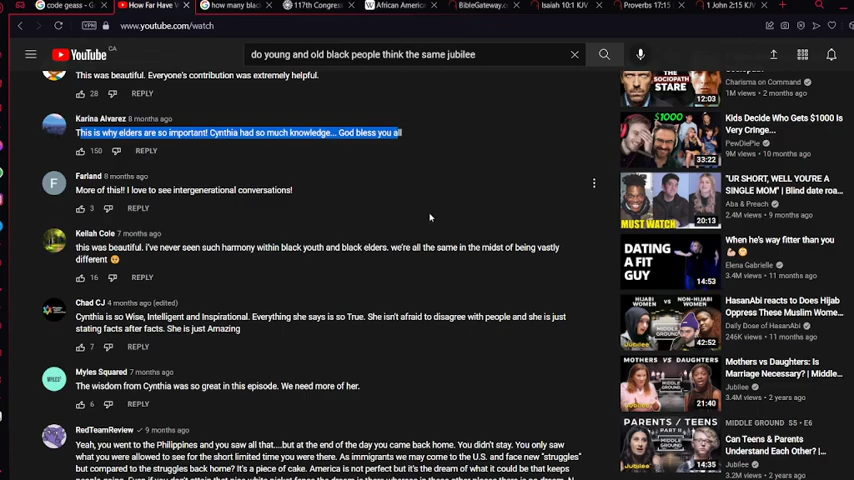 code geass - G
How Far Have V
how many black
117th Congress
African America
BibleGateway.c
Isaiah 10:1 KJV
Proverbs 17:15
1 John 2:15 KJV
VPN
www.youtube.com/watch
YouTube
CA
do young and old black people think the same jubilee
This was beautiful. Everyone's contribution was extremely helpful.
28 REPLY
Karina Alvarez 8 months ago
This is why elders are so important! Cynthia had so much knowledge... God bless you all
150 REPLY
F
Farland 8 months ago
More of this!! I love to see intergenerational conversations!
3 REPLY
Keilah Cole 7 months ago
this was beautiful. i've never seen such harmony within black youth and black elders. we're all the same in the midst of being vastly
different
16 REPLY
Chad CJ 4 months ago (edited)
Cynthia is so Wise, Intelligent and Inspirational. Everything she says is so True. She isn't afraid to disagree with people and she is just
stating facts after facts. She is just Amazing
7 REPLY
MYLES²
Myles Squared 7 months ago
The wisdom from Cynthia was so great in this episode. We need more of her.
6 REPLY
RedTeamReview 9 months ago
Yeah, you went to the Philippines and you saw all that....but at the end of the day you came back home. You didn't stay. You only saw
what you were allowed to see for the short limited time you were there. As immigrants we may come to the U.S. and face new "struggles"
but compared to the struggles back home? It's a piece of cake. America is not perfect but it's the dream of what it could be that keeps
THE
SOCIOPATH
STARE
12:03
Charisma on Command
1M views • 2 months ago
$1000
33:22
Kids Decide Who Gets $1000 Is
Very Cringe...
PewDiePie
9M views • 10 months ago
MUST WATCH
20:13
"UR SHORT, WELL YOU'RE A
SINGLE MOM" | Blind date roa...
Aba & Preach
2.4M views • 9 months ago
DATING
A FIT
GUY
14:53
When he's way fitter than you
Elena Gabrielle
HIJABI
WOMEN
NON-HIJABI
WOMEN
Jubilee
MIDDLE
GROUND
42:52
HasanAbi reacts to Does Hijab
Oppress These Muslim Wome...
Daily Dose of HasanAbi
246K views • 11 months ago
MOTHERS vs DAUGHTERS
Jubilee
MIDDLE
GROUND
21:40
Mothers vs Daughters: Is
Marriage Necessary? | Middle...
Jubilee
3.4M views • 2 years ago
PARENTS / TEENS
PART II
Jubilee
MIDDLE
GROUND
14:35
MIDDLE GROUND S5 • E6
Can Teens & Parents
Understand Each Other? |...
Jubilee
3.2M views • 2 years ago